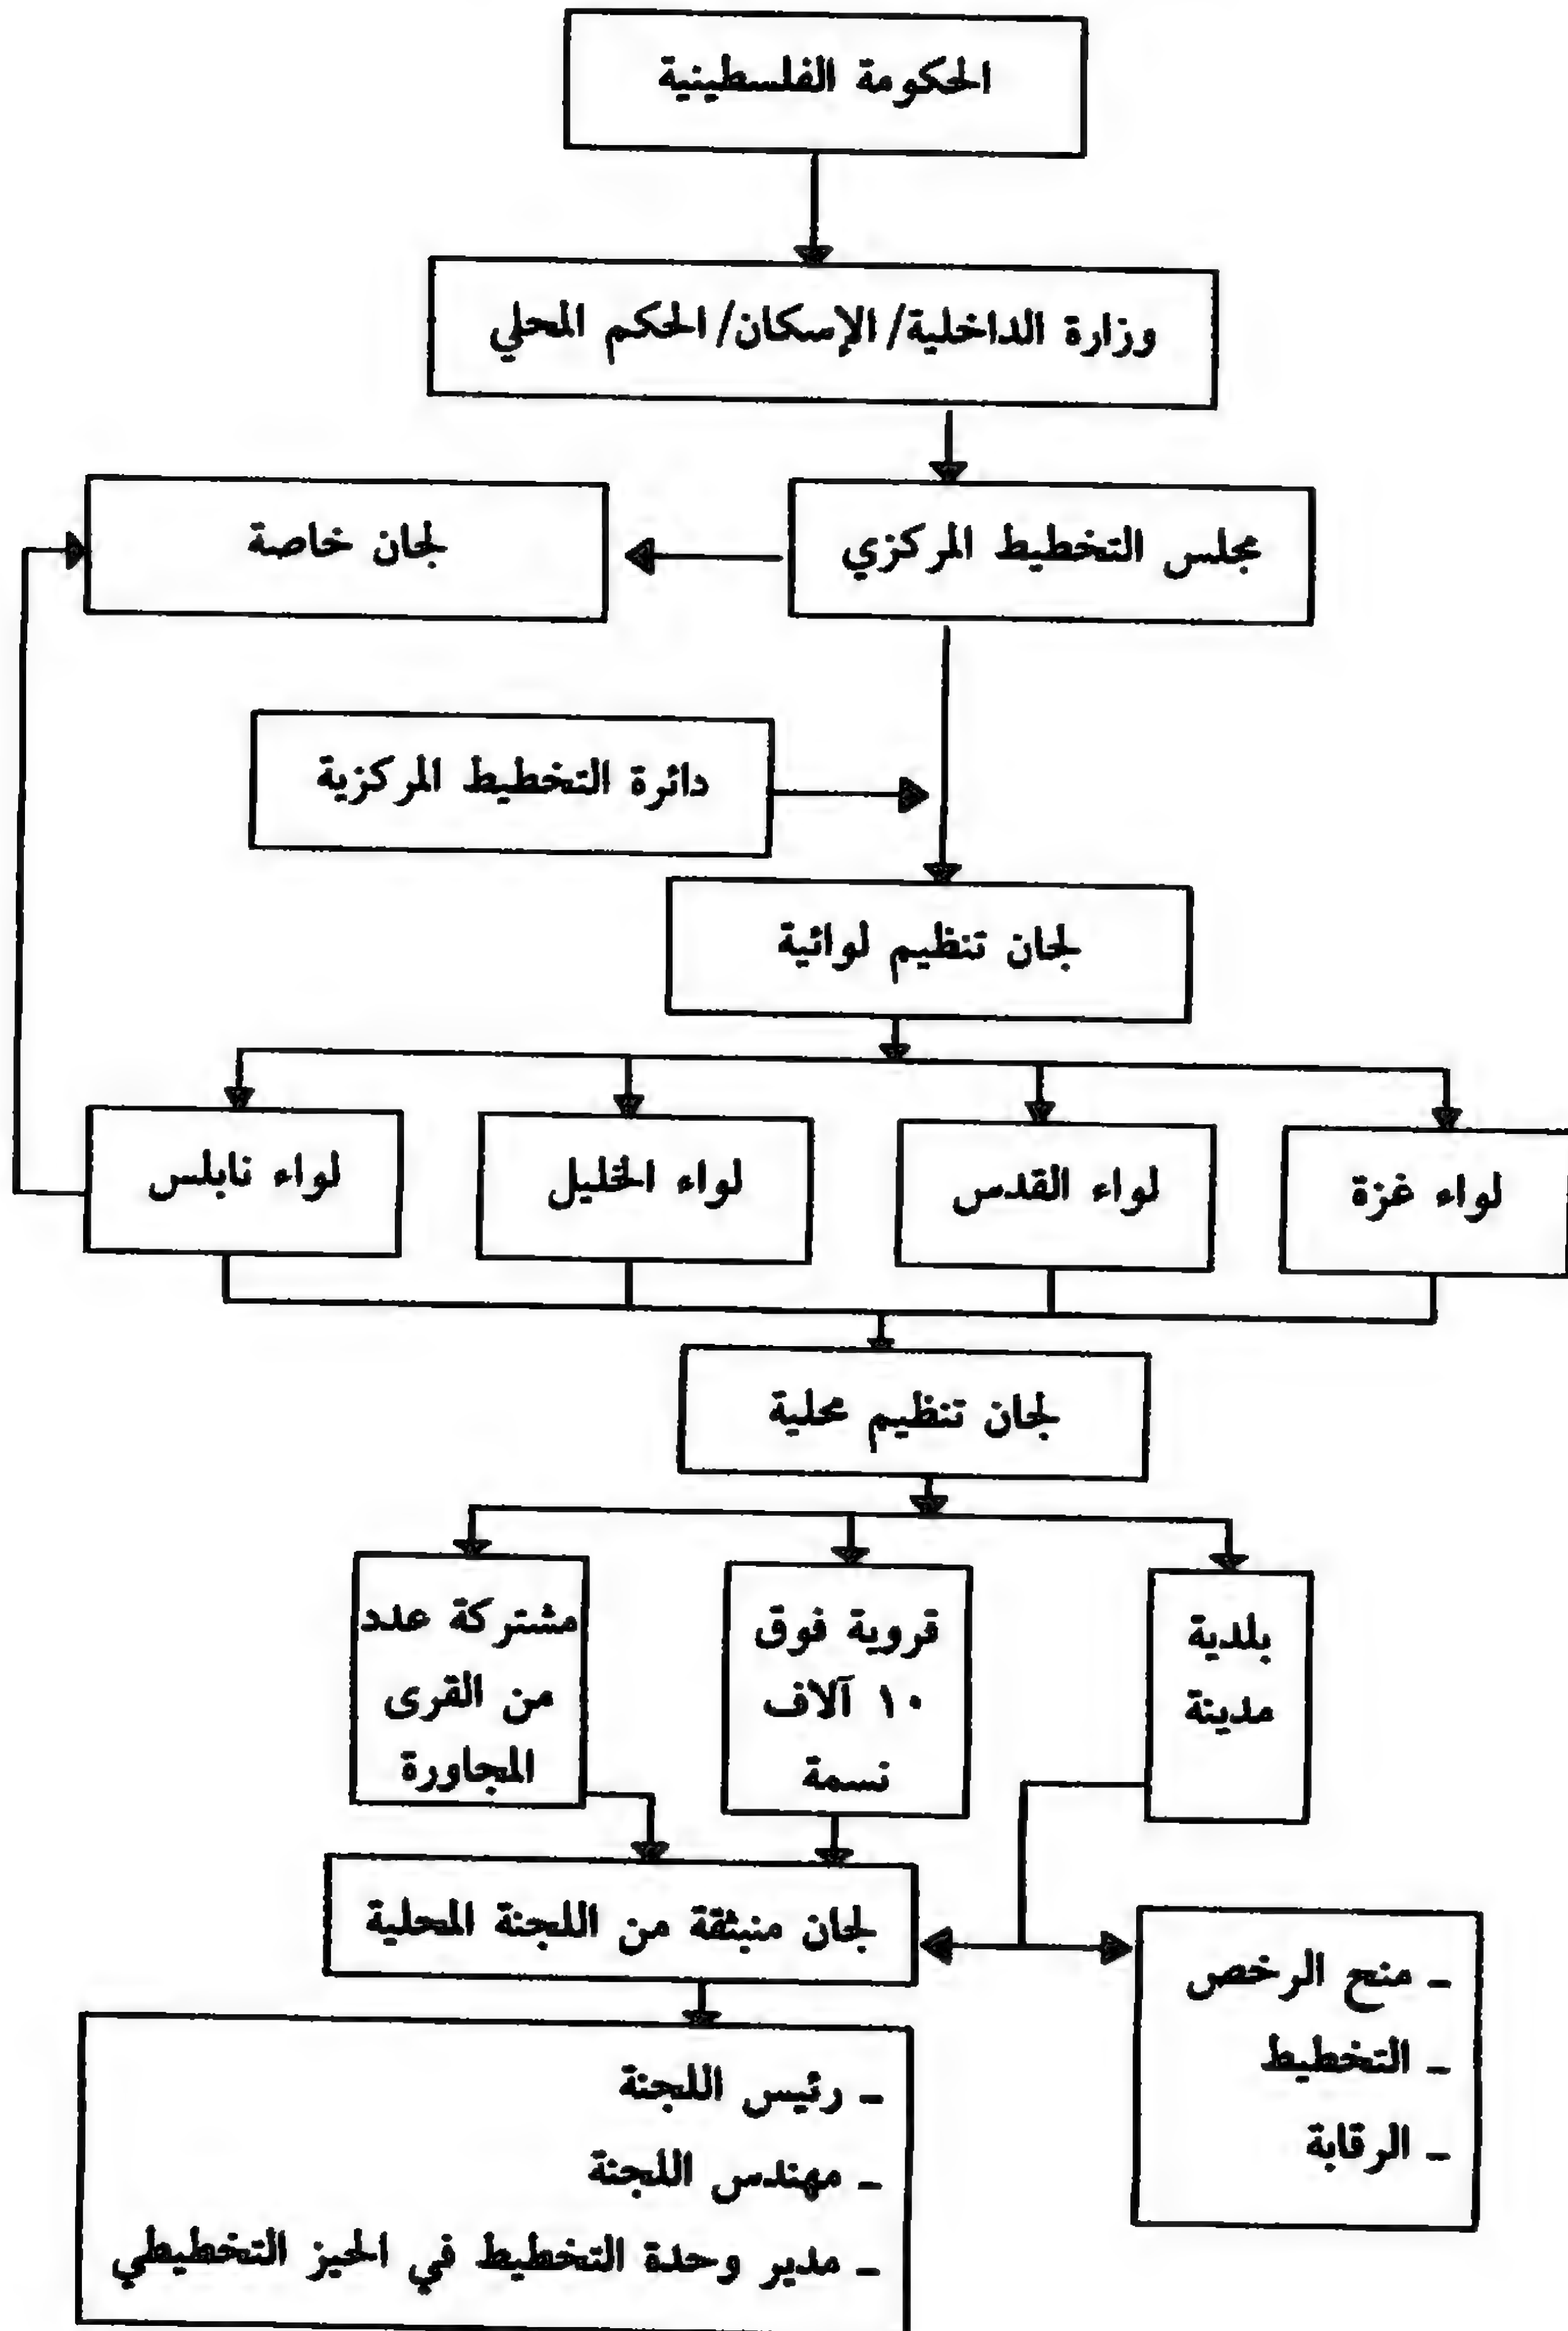 الحكومة الفلسطينية
وزارة الداخلية/الإسكان/الحكم المحلي
مجلس التخطيط المركزي
لجان خاصة
دائرة التخطيط المركزية
لجان تنظيم لوائية
لواء غزة
لواء القدس
لواء الخليل
لواء نابلس
لجان تنظيم محلية
بلدية
مدينة
قروية فوق
١٠ آلاف
نسمة
مشتركة عدد
من القرى
المجاورة
لجان منبثقة من اللجنة المحلية
ـ منح الرخص
ـ التخطيط
ـ الرقابة
ـ رئيس اللجنة
ـ مهندس اللجنة
ـ مدير وحدة التخطيط في الحيز التخطيطي